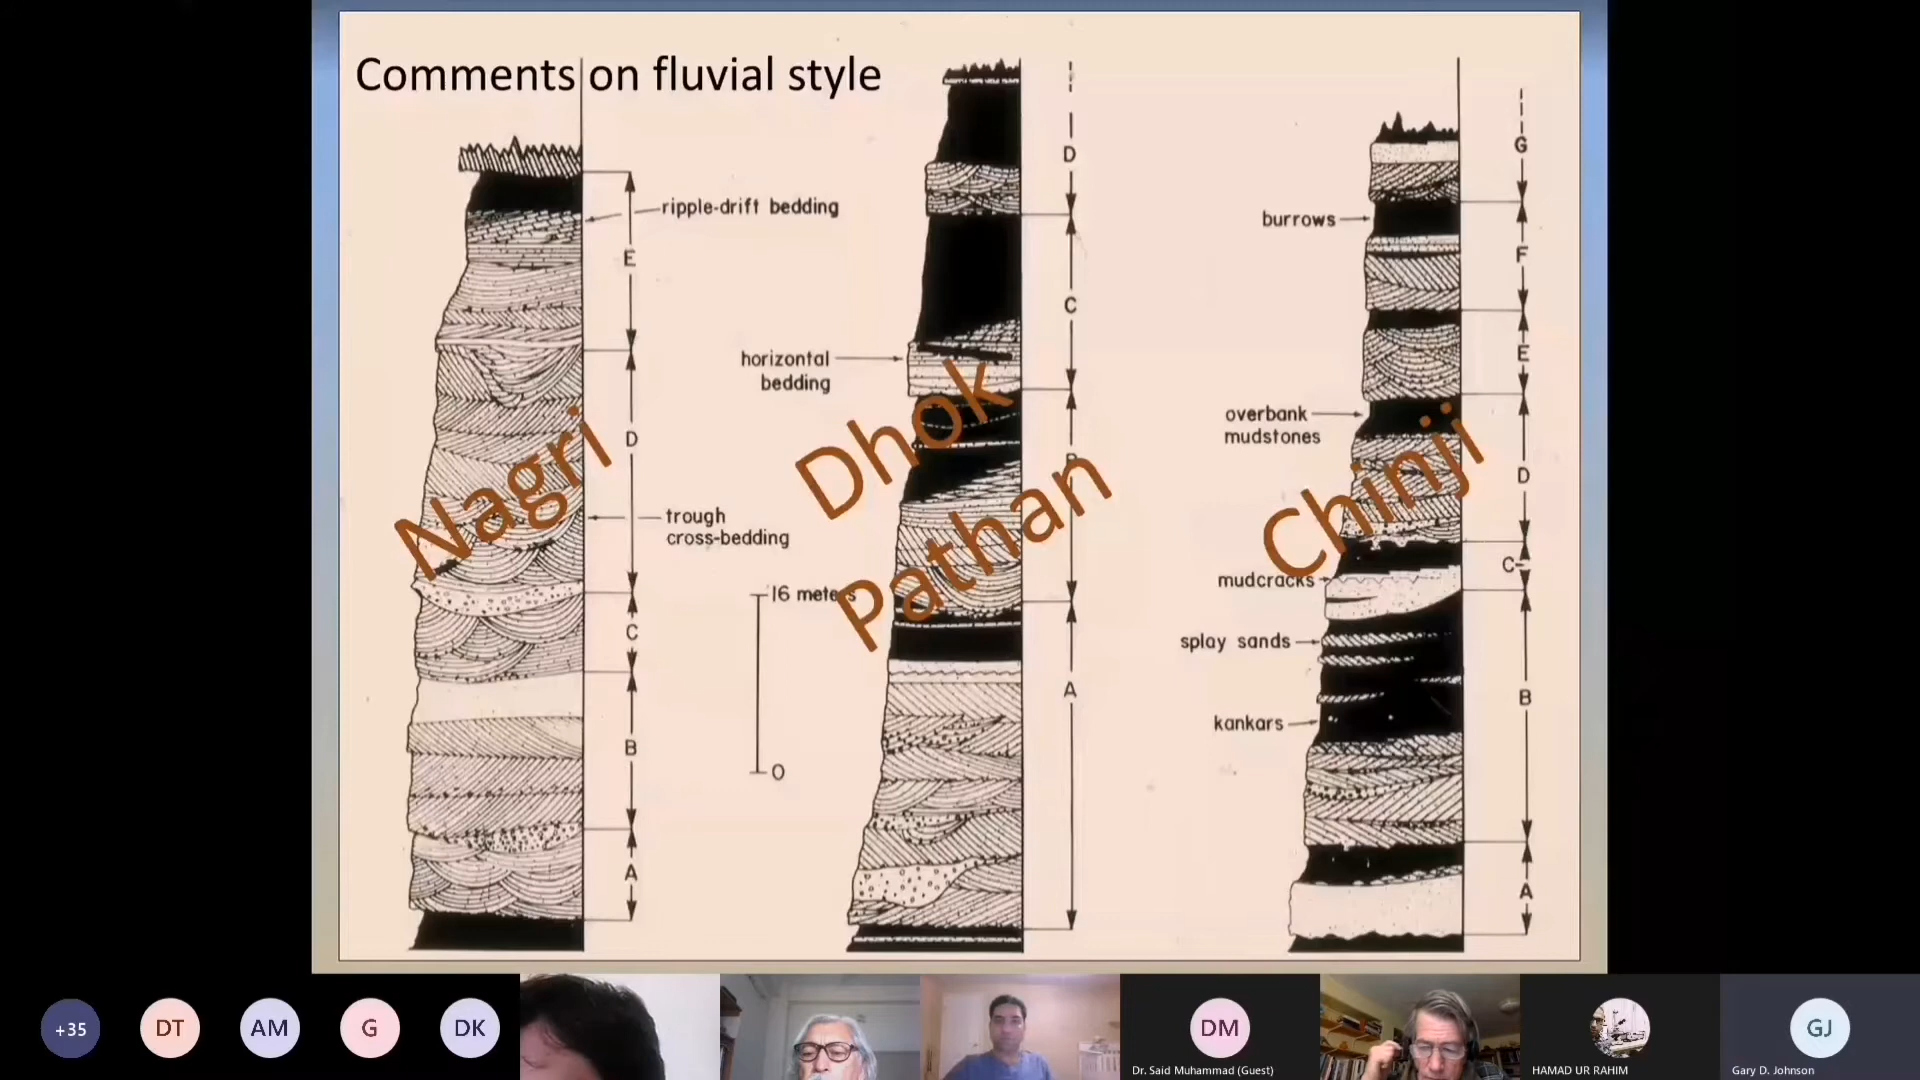 Comments on fluvial style
ripple-drift bedding
E
D
trough
cross-bedding
C
B
A
Nagri
16 meters
0
D
C
horizontal
bedding
B
A
Dhok
Pathan
G
burrows
F
E
overbank
mudstones
D
C
mudcracks
splay sands
B
kankars
A
Chinji
+35
DT
AM
G
DK
DM
Dr. Said Muhammad (Guest)
HAMAD UR RAHIM
GJ
Gary D. Johnson